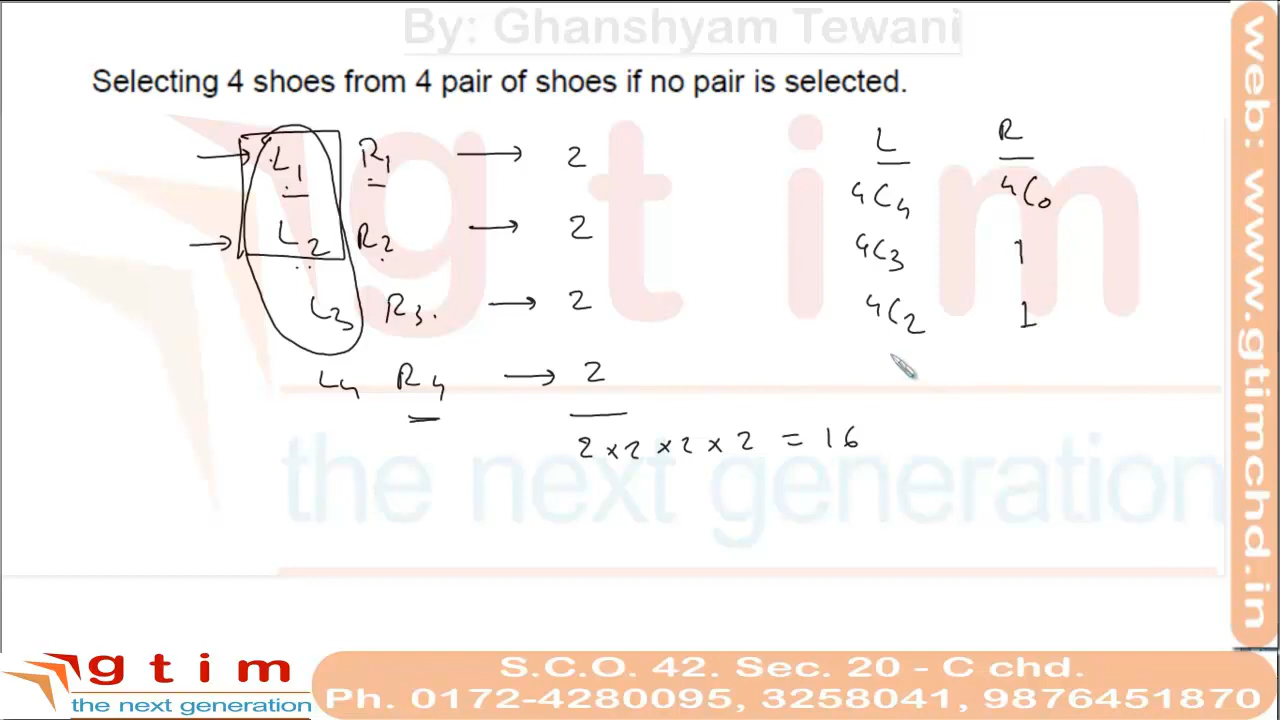 By: Ghanshyam Tewani
Selecting 4 shoes from 4 pair of shoes if no pair is selected.
L1 R1 → 2
L2 R2 → 2
L3 R3. → 2
L4 R4 → 2
2 × 2 × 2 × 2 = 16
L R
4C4 4C0
4C3 1
4C2 1
gtim
the next generation
web: www.gtimchd.in
gtim
the next generation
S.C.O. 42. Sec. 20 - C chd.
Ph. 0172-4280095, 3258041, 9876451870